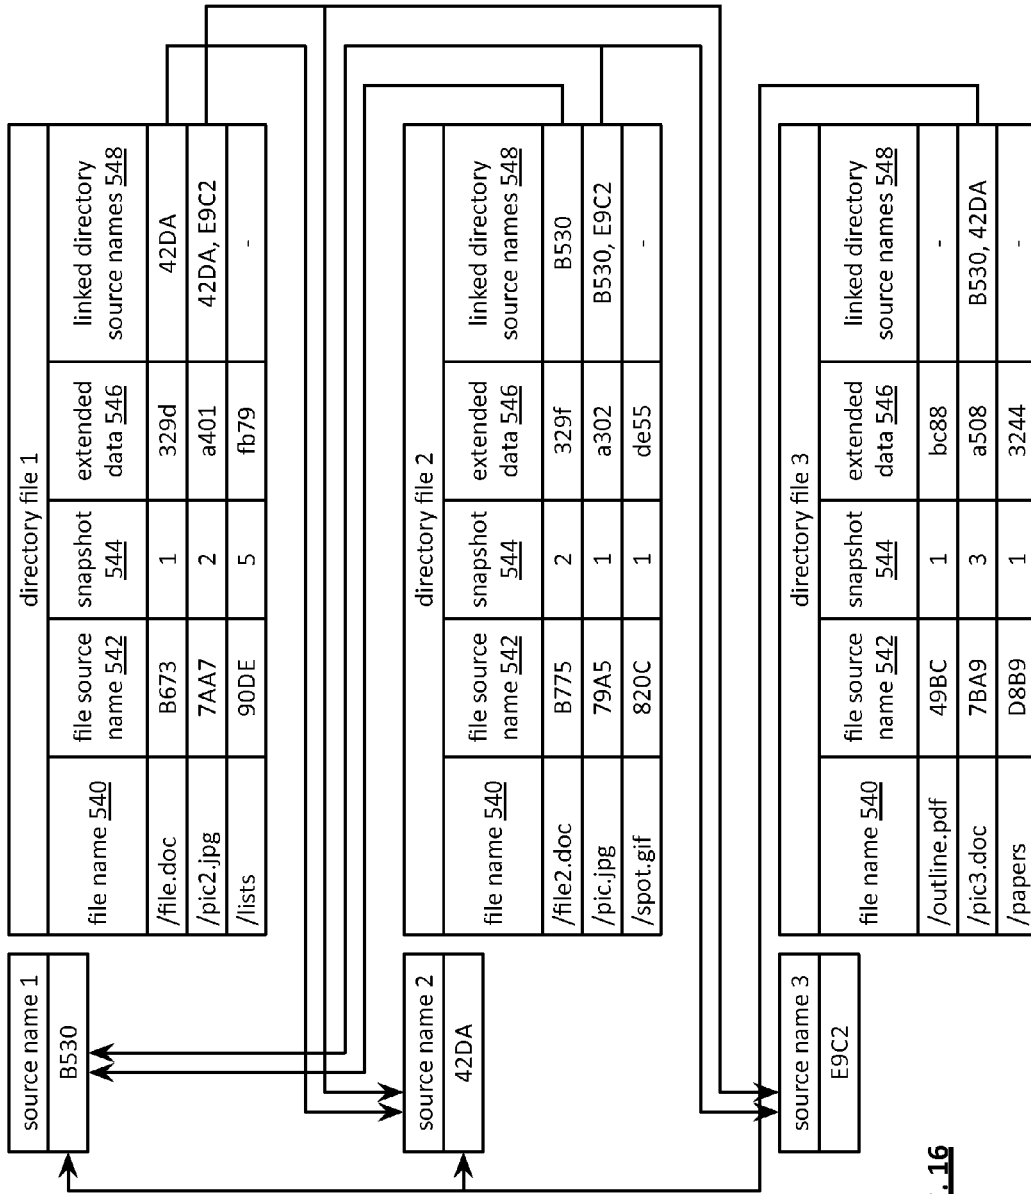 source name 1
B530
directory file 1
file name 540
file source name 542
snapshot 544
extended data 546
linked directory source names 548
/file.doc
B673
1
329d
42DA
/pic2.jpg
7AA7
2
a401
42DA, E9C2
/lists
90DE
5
fb79
-
source name 2
42DA
directory file 2
file name 540
file source name 542
snapshot 544
extended data 546
linked directory source names 548
/file2.doc
B775
2
329f
B530
/pic.jpg
79A5
1
a302
B530, E9C2
/spot.gif
820C
1
de55
-
source name 3
E9C2
directory file 3
file name 540
file source name 542
snapshot 544
extended data 546
linked directory source names 548
/outline.pdf
49BC
1
bc88
-
/pic3.doc
7BA9
3
a508
B530, 42DA
/papers
D8B9
1
3244
-
.16